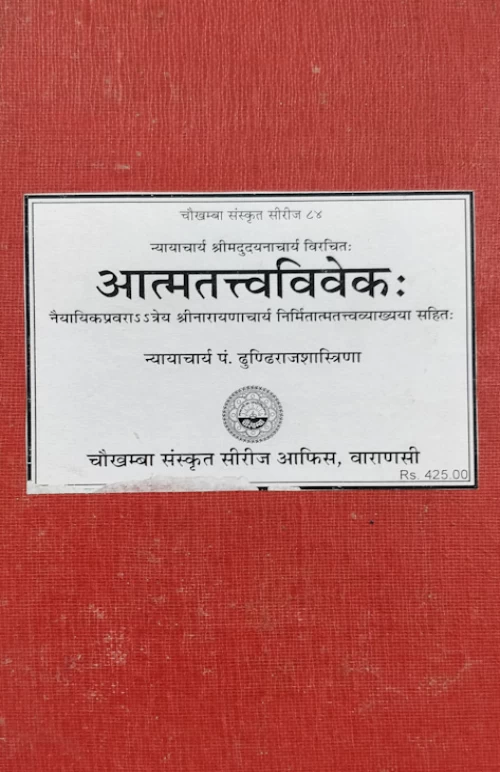 चौखम्बा संस्कृत सीरीज ८४
न्यायाचार्य श्रीमदुदयनाचार्य विरचितः
आत्मतत्त्वविवेकः
नैयायिकप्रवराऽऽत्रेय श्रीनारायणाचार्य निर्मितात्मतत्त्वव्याख्यया सहितः
न्यायाचार्य पं. ढुण्ढिराजशास्त्रिणा
चौखम्बा संस्कृत सीरीज आफिस, वाराणसी
Rs. 425.00